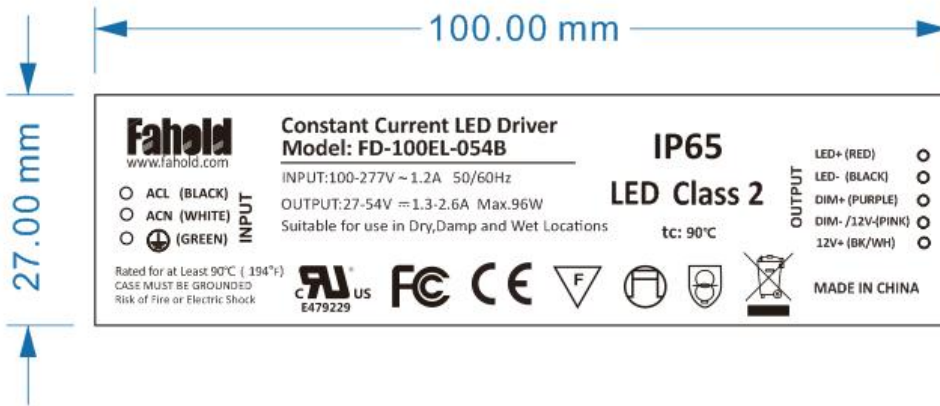 100.00 mm
27.00 mm
Fahold
www.fahold.com
ACL (BLACK)
ACN (WHITE)
(GREEN)
INPUT
Rated for at Least 90℃ ( 194°F)
CASE MUST BE GROUNDED
Risk of Fire or Electric Shock
Constant Current LED Driver
Model: FD-100EL-054B
INPUT:100-277V ~ 1.2A 50/60Hz
OUTPUT:27-54V ⎓1.3-2.6A Max.96W
Suitable for use in Dry,Damp and Wet Locations
c RU US
E479229
FC CE F
IP65
LED Class 2
tc: 90℃
OUTPUT
LED+ (RED)
LED- (BLACK)
DIM+ (PURPLE)
DIM- /12V-(PINK)
12V+ (BK/WH)
MADE IN CHINA